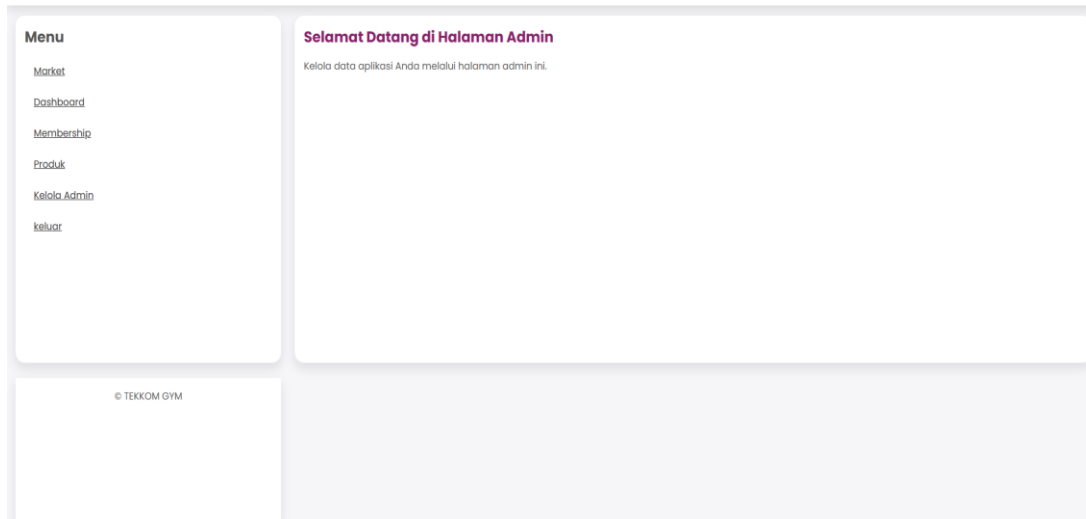 Menu
Market
Dashboard
Membership
Produk
Kelola Admin
keluar
Selamat Datang di Halaman Admin
Kelola data aplikasi Anda melalui halaman admin ini.
© TEKKOM GYM